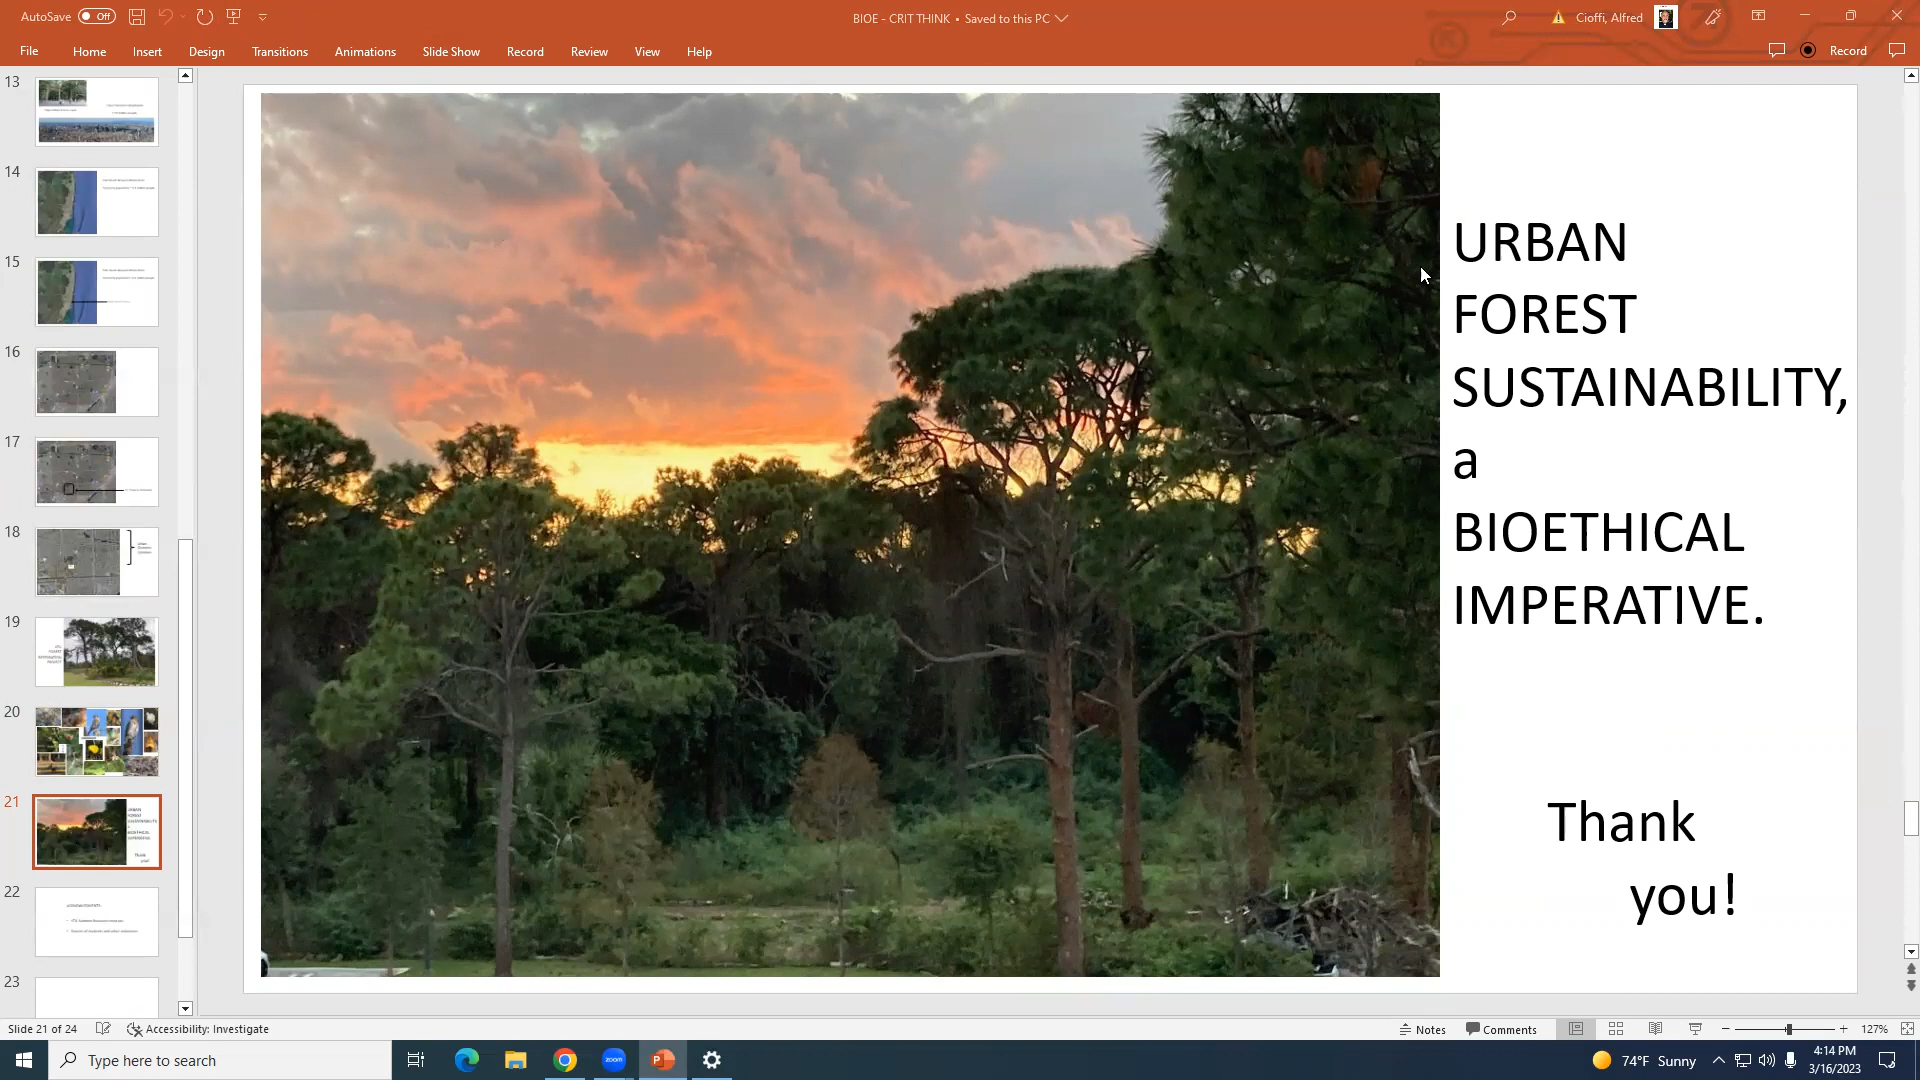 AutoSave Off
BIOE - CRIT THINK • Saved to this PC
Cioffi, Alfred
File Home Insert Design Transitions Animations Slide Show Record Review View Help
Record
13
14
15
16
17
18
19
20
21
22
23
URBAN
FOREST
SUSTAINABILITY,
a
BIOETHICAL
IMPERATIVE.
Thank
you!
Slide 21 of 24
Accessibility: Investigate
Notes
Comments
127%
Type here to search
zoom
74°F Sunny
4:14 PM
3/16/2023